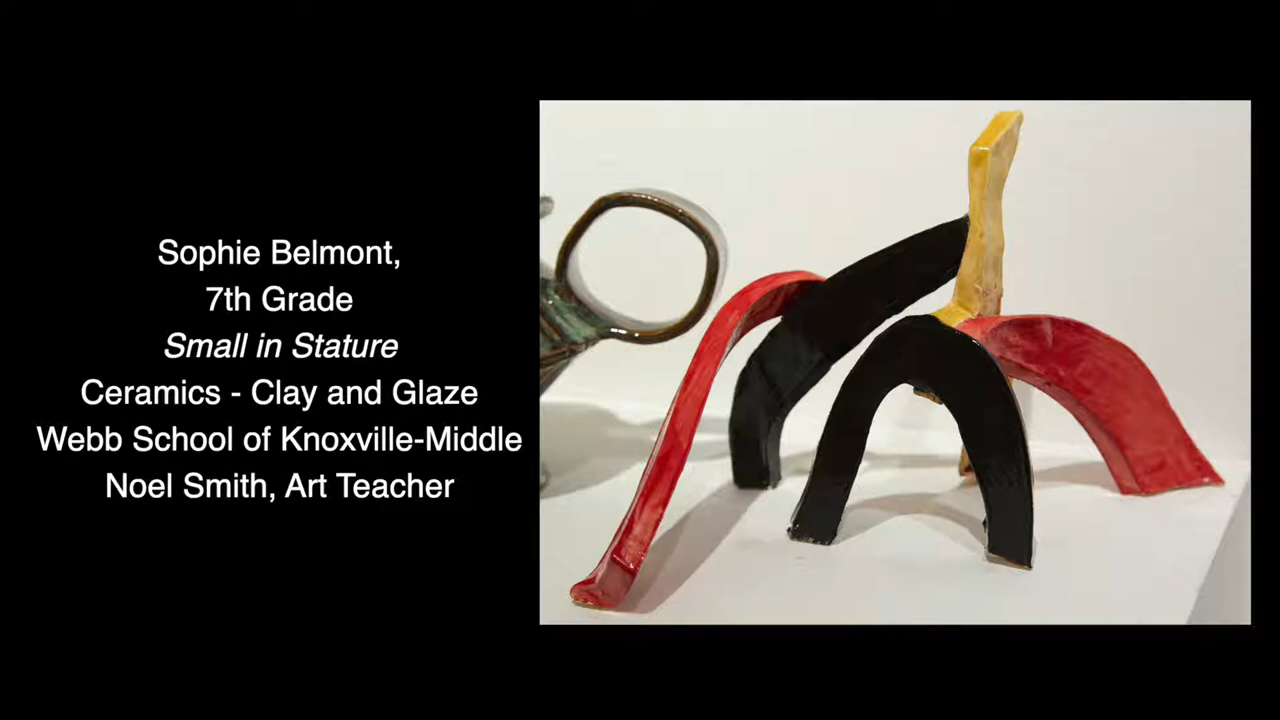 Sophie Belmont,
7th Grade
Small in Stature
Ceramics - Clay and Glaze
Webb School of Knoxville-Middle
Noel Smith, Art Teacher